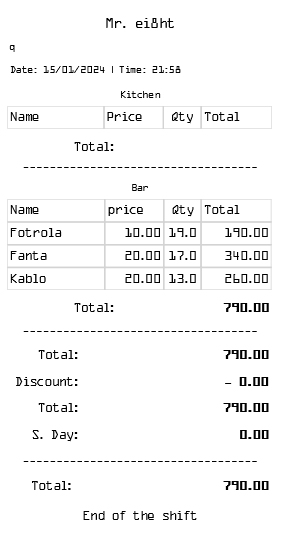 Mr. ei8ht
q
Date: 15/01/2024 | Time: 21:58
Kitchen
Name Price Qty Total
Total:
------------------------------------
Bar
Name price Qty Total
Fotrola 10.00 19.0 190.00
Fanta 20.00 17.0 340.00
Kablo 20.00 13.0 260.00
Total: 790.00
------------------------------------
Total: 790.00
Discount: - 0.00
Total: 790.00
S. Day: 0.00
------------------------------------
Total: 790.00
End of the shift